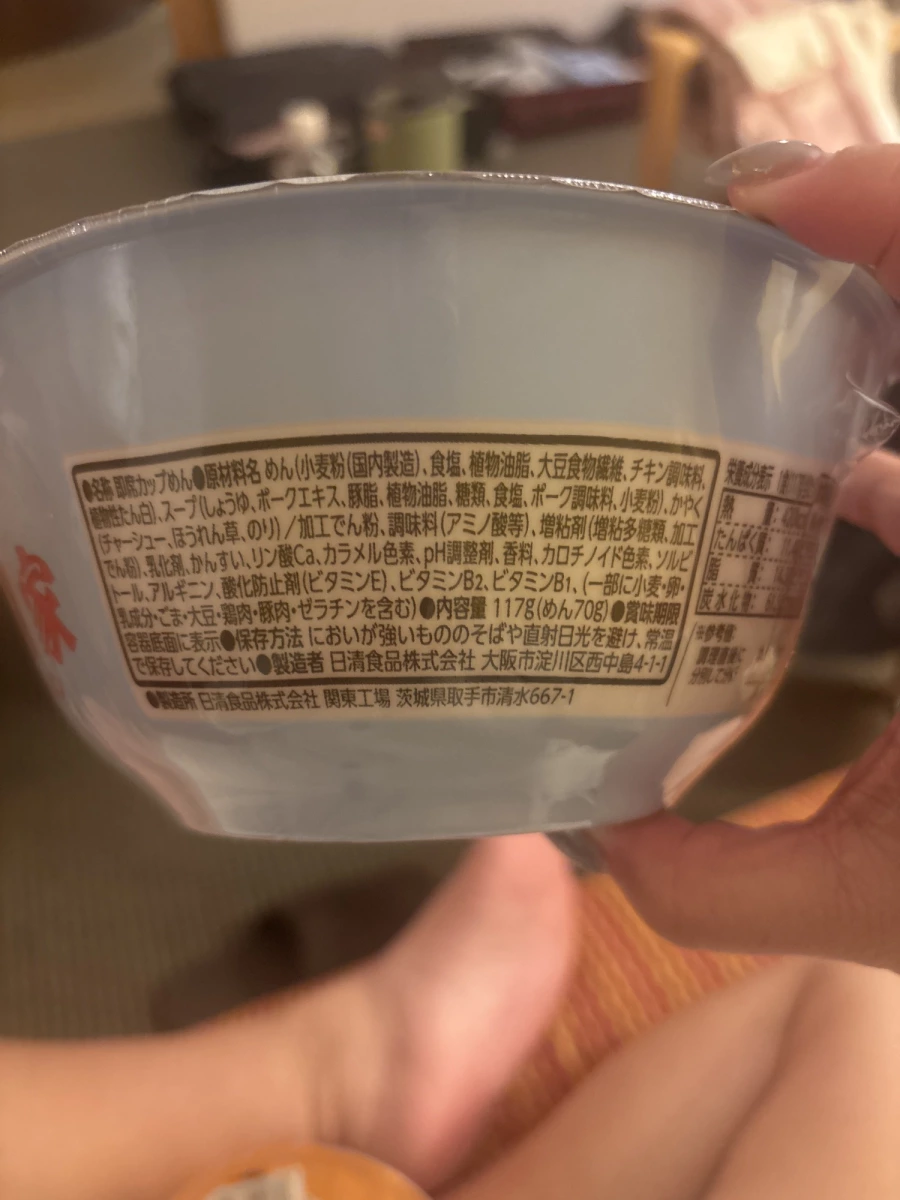 ●名称 即席カップめん●原材料名 めん(小麦粉(国内製造)、食塩、植物油脂、大豆食物繊維、チキン調味料、
植物性たん白)、スープ(しょうゆ、ポークエキス、豚脂、植物油脂、糖類、食塩、ポーク調味料、小麦粉)、かやく
(チャーシュー、ほうれん草、のり)/加工でん粉、調味料(アミノ酸等)、増粘剤(増粘多糖類、加工
でん粉)、乳化剤、かんすい、リン酸Ca、カラメル色素、pH調整剤、香料、カロチノイド色素、ソルビ
トール、アルギニン、酸化防止剤(ビタミンE)、ビタミンB2、ビタミンB1、(一部に小麦・卵・
乳成分・ごま・大豆・鶏肉・豚肉・ゼラチンを含む)●内容量 117g(めん70g)●賞味期限
容器底面に表示●保存方法 においが強いもののそばや直射日光を避け、常温
で保存してください●製造者 日清食品株式会社 大阪市淀川区西中島4-1-1
●製造所 日清食品株式会社 関東工場 茨城県取手市清水667-1
家
栄養成分表示
熱 量:
たんぱく質:
脂 質:
炭水化物:
※参考値
調理直後に